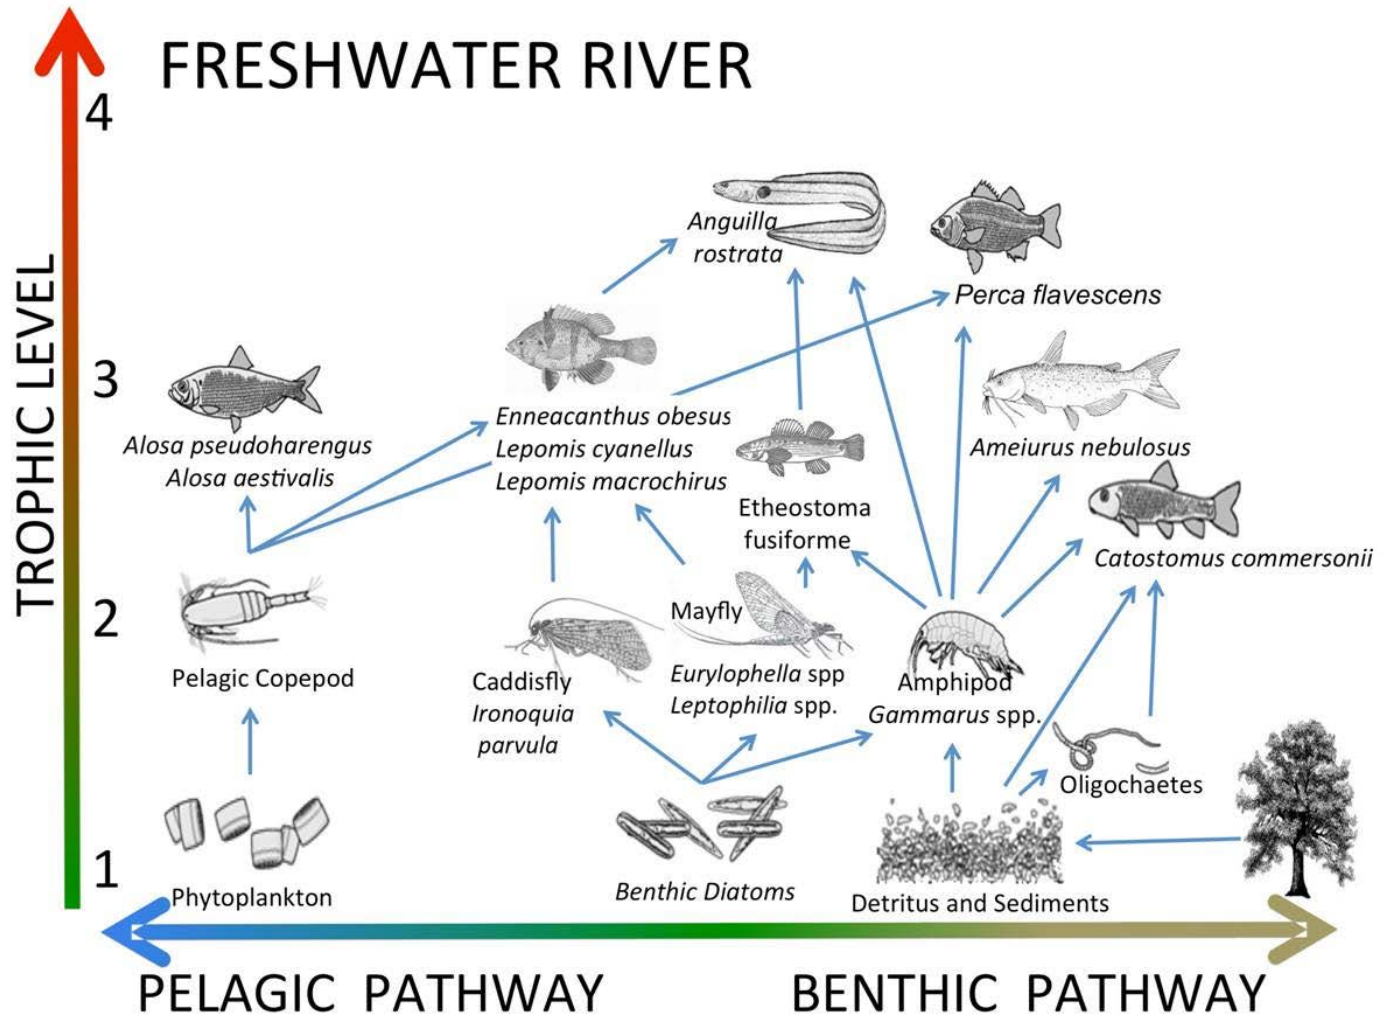 FRESHWATER RIVER
TROPHIC LEVEL
4
3
2
1
Anguilla
rostrata
Perca flavescens
Alosa pseudoharengus
Alosa aestivalis
Enneacanthus obesus
Lepomis cyanellus
Lepomis macrochirus
Ameiurus nebulosus
Etheostoma
fusiforme
Catostomus commersonii
Pelagic Copepod
Caddisfly
Ironoquia
parvula
Mayfly
Eurylophella spp
Leptophilia spp.
Amphipod
Gammarus spp.
Oligochaetes
Phytoplankton
Benthic Diatoms
Detritus and Sediments
PELAGIC PATHWAY
BENTHIC PATHWAY